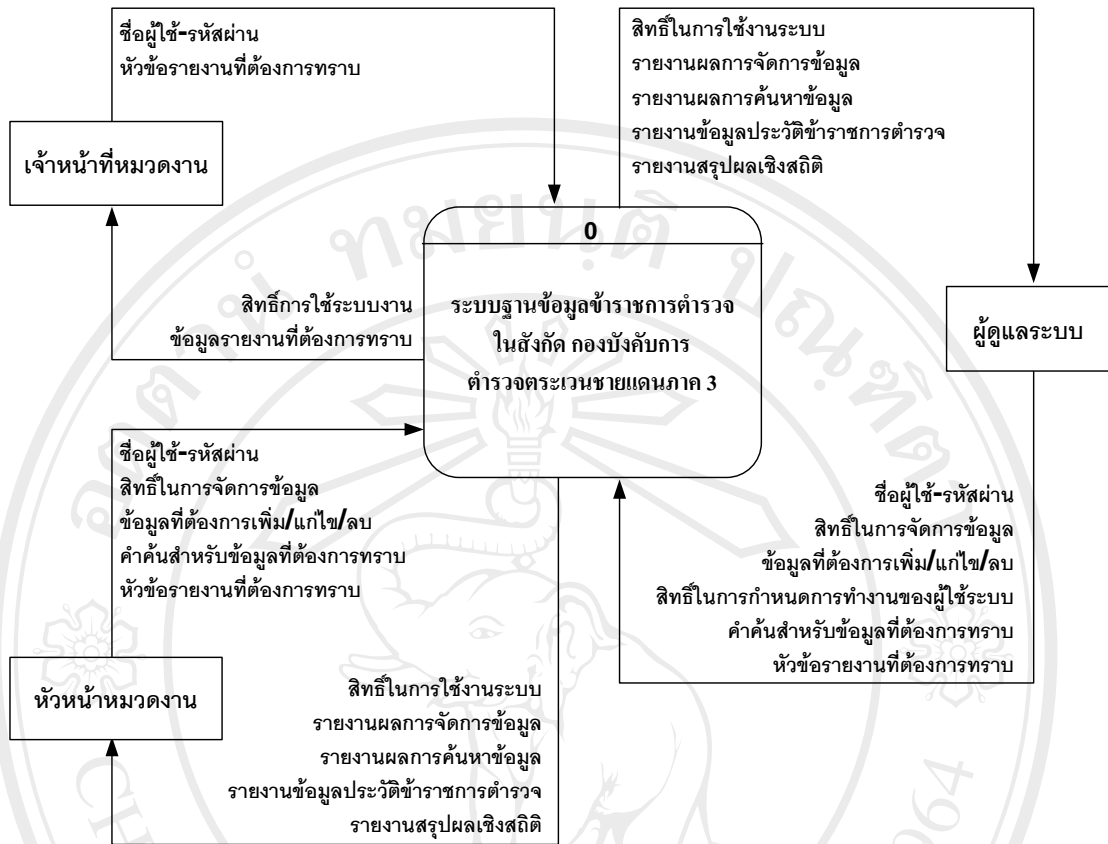 ชื่อผู้ใช้-รหัสผ่าน
หัวข้อรายงานที่ต้องการทราบ
สิทธิ์ในการใช้งานระบบ
รายงานผลการจัดการข้อมูล
รายงานผลการค้นหาข้อมูล
รายงานข้อมูลประวัติข้าราชการตำรวจ
รายงานสรุปผลเชิงสถิติ
เจ้าหน้าที่หมวดงาน
0
ระบบฐานข้อมูลข้าราชการตำรวจ
ในสังกัด กองบังคับการ
ตำรวจตระเวนชายแดนภาค 3
สิทธิ์การใช้ระบบงาน
ข้อมูลรายงานที่ต้องการทราบ
ผู้ดูแลระบบ
ชื่อผู้ใช้-รหัสผ่าน
สิทธิ์ในการจัดการข้อมูล
ข้อมูลที่ต้องการเพิ่ม/แก้ไข/ลบ
คำค้นสำหรับข้อมูลที่ต้องการทราบ
หัวข้อรายงานที่ต้องการทราบ
ชื่อผู้ใช้-รหัสผ่าน
สิทธิ์ในการจัดการข้อมูล
ข้อมูลที่ต้องการเพิ่ม/แก้ไข/ลบ
สิทธิ์ในการกำหนดการทำงานของผู้ใช้ระบบ
คำค้นสำหรับข้อมูลที่ต้องการทราบ
หัวข้อรายงานที่ต้องการทราบ
หัวหน้าหมวดงาน
สิทธิ์ในการใช้งานระบบ
รายงานผลการจัดการข้อมูล
รายงานผลการค้นหาข้อมูล
รายงานข้อมูลประวัติข้าราชการตำรวจ
รายงานสรุปผลเชิงสถิติ